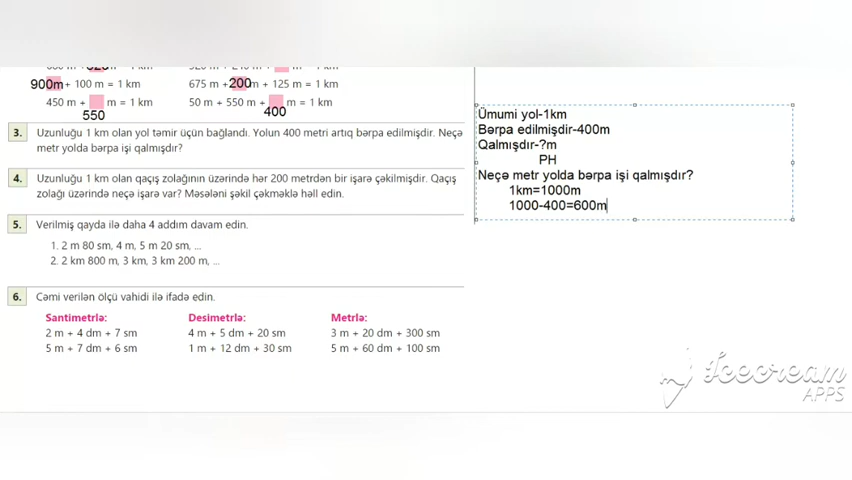 900m + 100 m = 1 km
675 m + 200 m + 125 m = 1 km
450 m + m = 1 km
50 m + 550 m + m = 1 km
550
400
3. Uzunluğu 1 km olan yol təmir üçün bağlandı. Yolun 400 metri artıq bərpa edilmişdir. Neçə
metr yolda bərpa işi qalmışdır?
4. Uzunluğu 1 km olan qaçış zolağının üzərində hər 200 metrdən bir işarə çəkilmişdir. Qaçış
zolağı üzərində neçə işarə var? Məsələni şəkil çəkməklə həll edin.
5. Verilmiş qayda ilə daha 4 addım davam edin.
1. 2 m 80 sm, 4 m, 5 m 20 sm, ...
2. 2 km 800 m, 3 km, 3 km 200 m, ...
6. Cəmi verilən ölçü vahidi ilə ifadə edin.
Santimetrlə:
2 m + 4 dm + 7 sm
5 m + 7 dm + 6 sm
Desimetrlə:
4 m + 5 dm + 20 sm
1 m + 12 dm + 30 sm
Metrlə:
3 m + 20 dm + 300 sm
5 m + 60 dm + 100 sm
Ümumi yol-1km
Bərpa edilmişdir-400m
Qalmışdır-?m
PH
Neçə metr yolda bərpa işi qalmışdır?
1km=1000m
1000-400=600m
Icecream
APPS